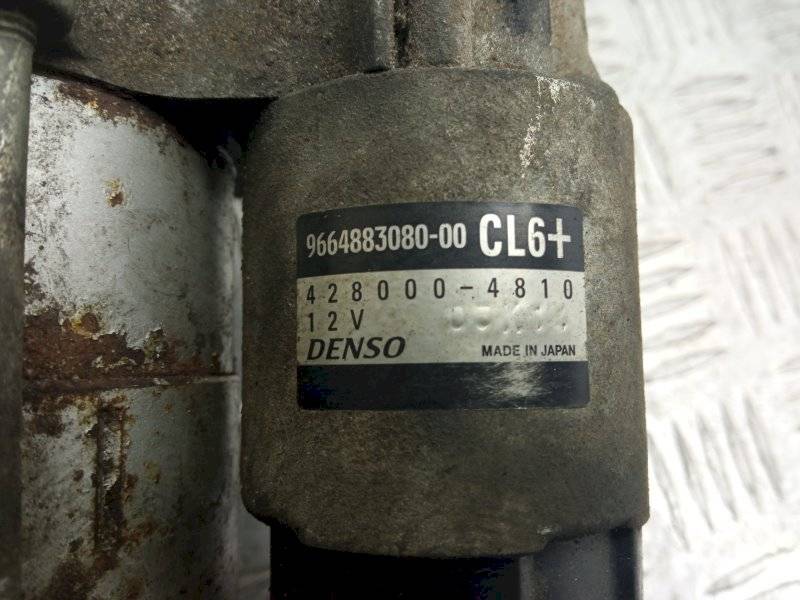 9664883080-00 CL6+
428000-4810
12V
DENSO MADE IN JAPAN